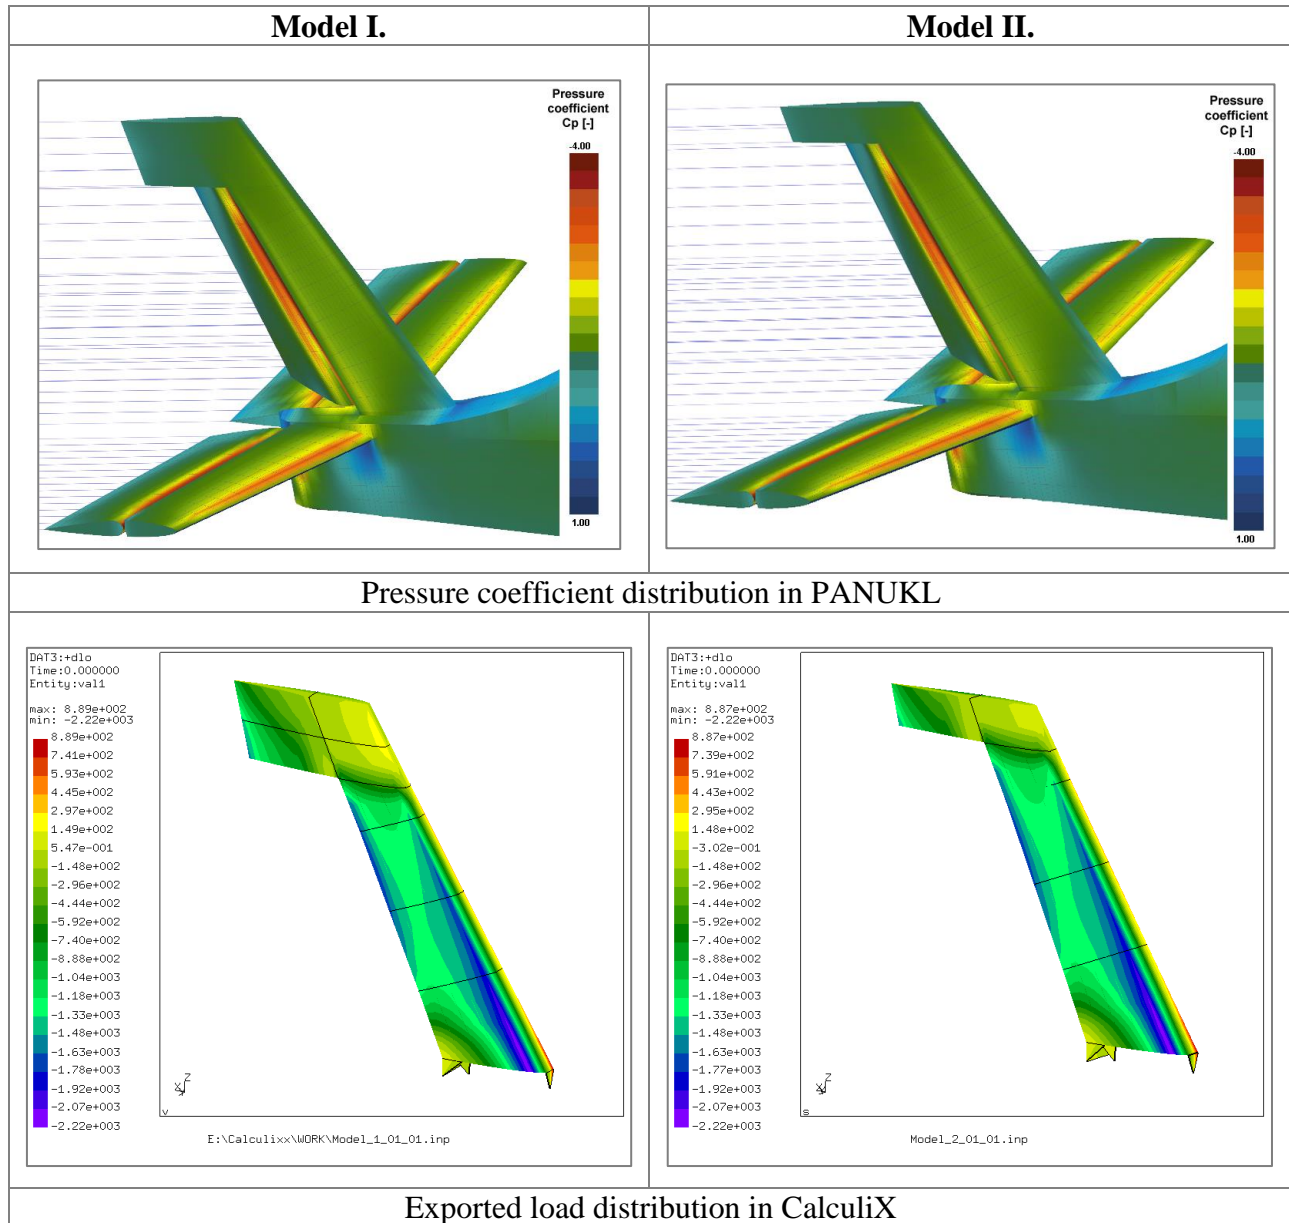 Model I.
Model II.
Pressure
coefficient
Cp [-]
-4.00
1.00
Pressure
coefficient
Cp [-]
-4.00
1.00
Pressure coefficient distribution in PANUKL
DAT3:+dlo
Time:0.000000
Entity:val1
max: 8.89e+002
min: -2.22e+003
8.89e+002
7.41e+002
5.93e+002
4.45e+002
2.97e+002
1.49e+002
5.47e-001
-1.48e+002
-2.96e+002
-4.44e+002
-5.92e+002
-7.40e+002
-8.88e+002
-1.04e+003
-1.18e+003
-1.33e+003
-1.48e+003
-1.63e+003
-1.78e+003
-1.92e+003
-2.07e+003
-2.22e+003
Z
X
v
E:\Calculixx\WORK\Model_1_01_01.inp
DAT3:+dlo
Time:0.000000
Entity:val1
max: 8.87e+002
min: -2.22e+003
8.87e+002
7.39e+002
5.91e+002
4.43e+002
2.95e+002
1.48e+002
-3.02e-001
-1.48e+002
-2.96e+002
-4.44e+002
-5.92e+002
-7.40e+002
-8.88e+002
-1.04e+003
-1.18e+003
-1.33e+003
-1.48e+003
-1.63e+003
-1.77e+003
-1.92e+003
-2.07e+003
-2.22e+003
Z
X
s
Model_2_01_01.inp
Exported load distribution in CalculiX